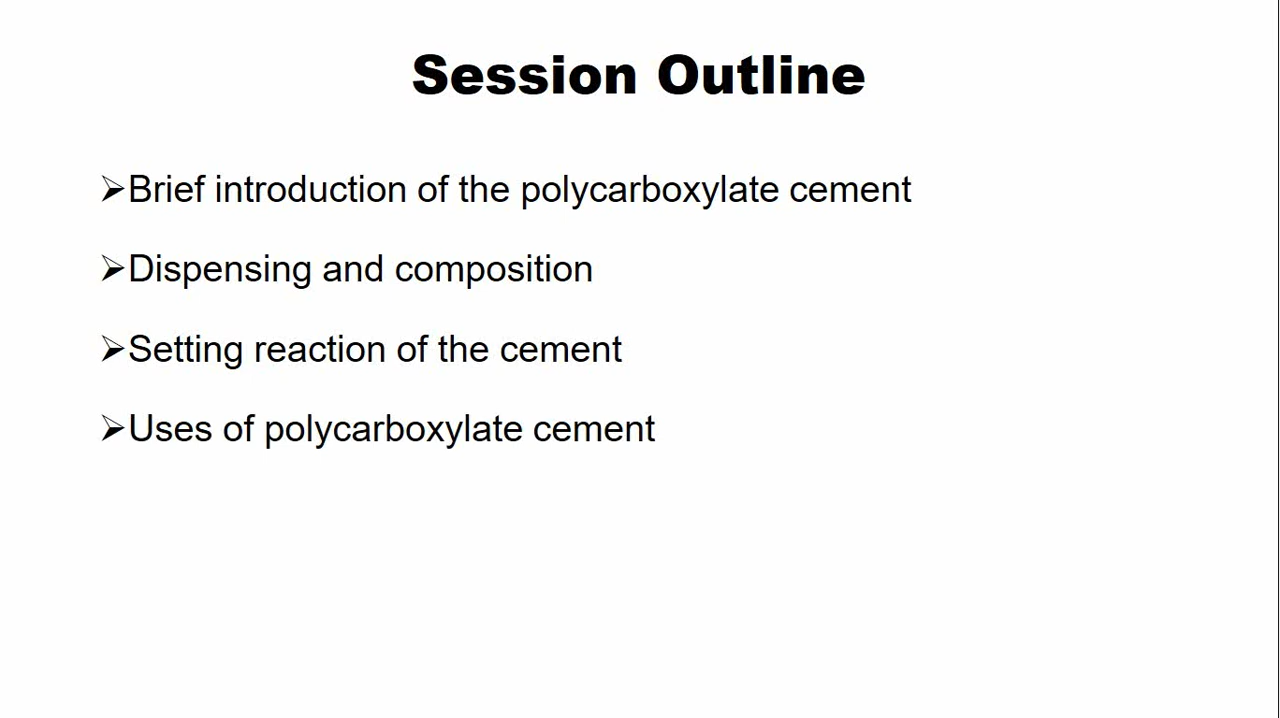 Session Outline
➢Brief introduction of the polycarboxylate cement
➢Dispensing and composition
➢Setting reaction of the cement
➢Uses of polycarboxylate cement